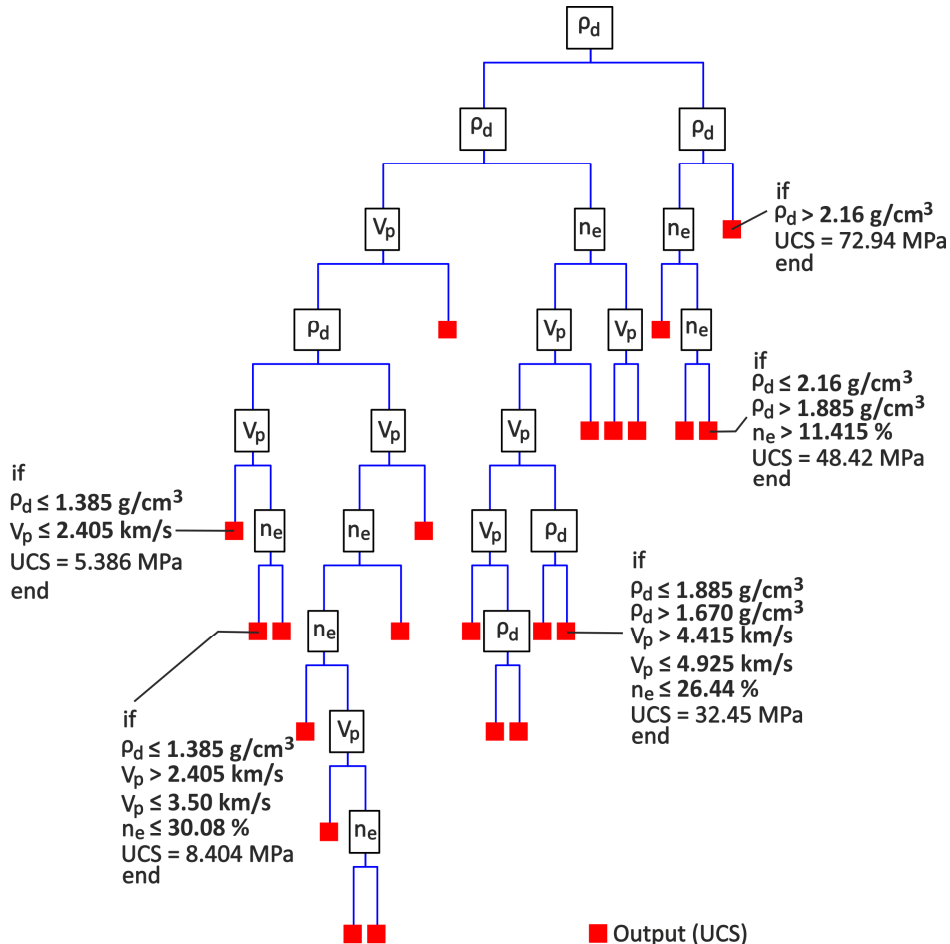 ρd
ρd
ρd
if
ρd > 2.16 g/cm³
UCS = 72.94 MPa
end
Vp
ne
ne
ρd
Vp
Vp
ne
if
ρd ≤ 2.16 g/cm³
ρd > 1.885 g/cm³
ne > 11.415 %
UCS = 48.42 MPa
end
Vp
Vp
Vp
if
ρd ≤ 1.385 g/cm³
Vp ≤ 2.405 km/s
UCS = 5.386 MPa
end
ne
ne
Vp
ρd
if
ρd ≤ 1.885 g/cm³
ρd > 1.670 g/cm³
Vp > 4.415 km/s
Vp ≤ 4.925 km/s
ne ≤ 26.44 %
UCS = 32.45 MPa
end
ne
ρd
if
ρd ≤ 1.385 g/cm³
Vp > 2.405 km/s
Vp ≤ 3.50 km/s
ne ≤ 30.08 %
UCS = 8.404 MPa
end
Vp
ne
Output (UCS)